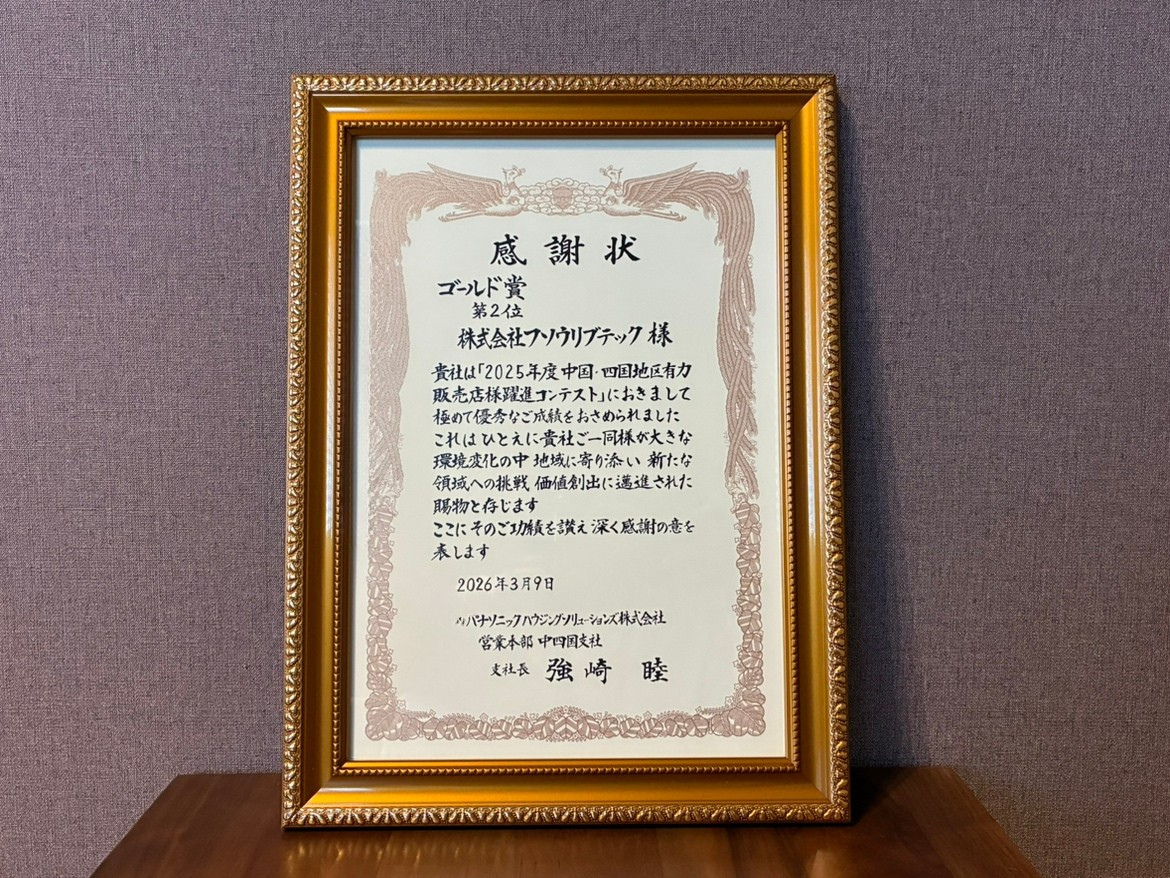 感謝状
ゴールド賞
第2位
株式会社フソウリブテック 様
貴社は「2025年度 中国・四国地区有力
販売店様躍進コンテスト」におきまして
極めて優秀なご成績をおさめられました
これは ひとえに貴社ご一同様が大きな
環境変化の中 地域に寄り添い 新たな
領域への挑戦 価値創出に邁進された
賜物と存じます
ここに そのご功績を讃え 深く感謝の意を
表します
2026年3月9日
パナソニックハウジングソリューションズ株式会社
営業本部 中四国支社
支社長 強崎 睦